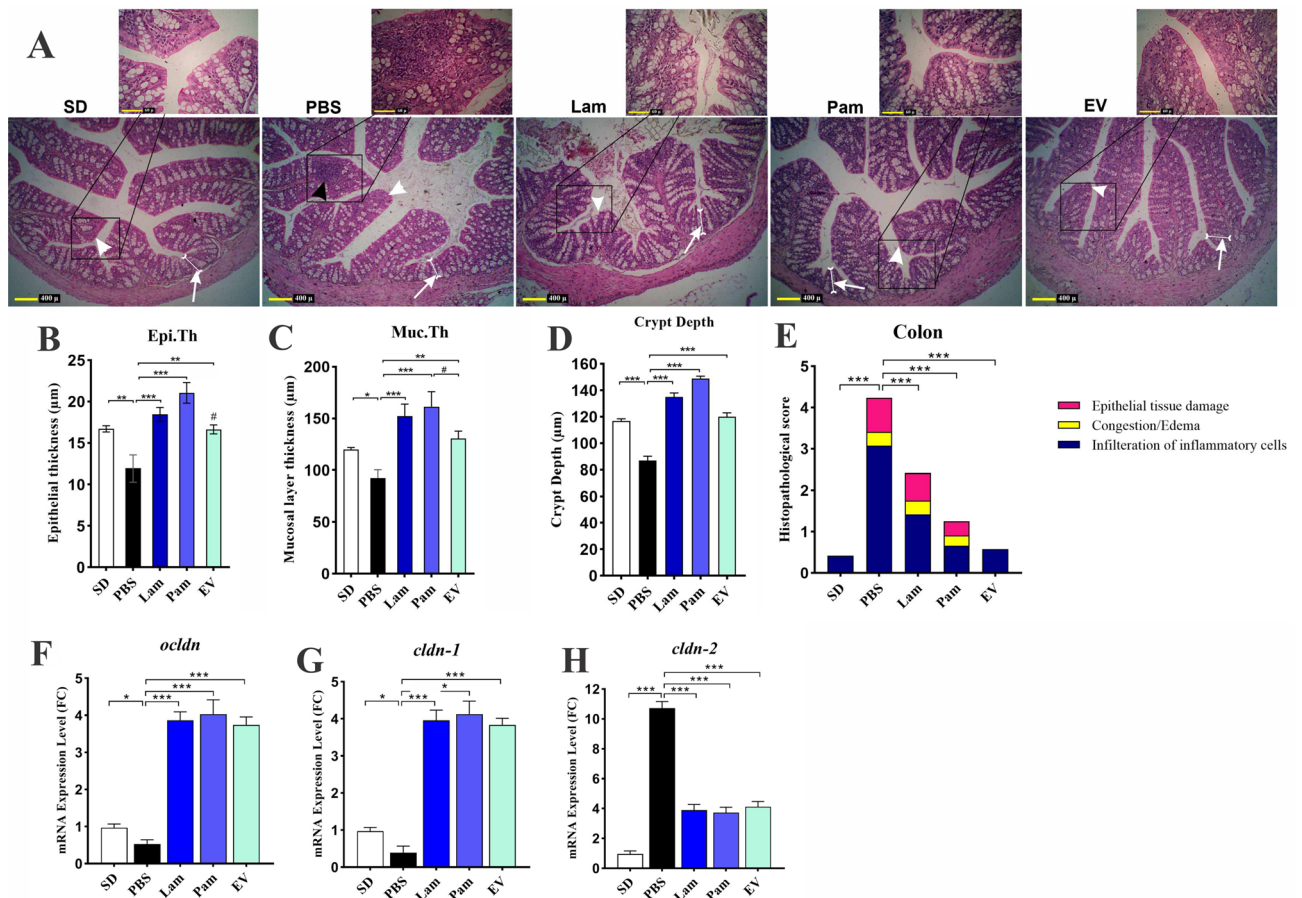 A
SD
PBS
Lam
Pam
EV
400 μ
400 μ
400 μ
400 μ
400 μ
B
Epi.Th
Epithelial thickness (μm)
25
20
15
10
5
0
**
***
** ***
#
SD
PBS
Lam
Pam
EV
C
Muc.Th
Mucosal layer thickness (μm)
200
150
100
50
0
**
*** #
* ***
SD
PBS
Lam
Pam
EV
D
Crypt Depth
Crypt Depth (μm)
160
140
120
100
80
60
40
20
0
***
***
*** ***
SD
PBS
Lam
Pam
EV
E
Colon
Histopathological score
5
4
3
2
1
0
***
***
*** ***
SD
PBS
Lam
Pam
EV
Epithelial tissue damage
Congestion/Edema
Infilteration of inflammatory cells
F
ocldn
mRNA Expression Level (FC)
5
4
3
2
1
0
***
***
* ***
SD
PBS
Lam
Pam
EV
G
cldn-1
mRNA Expression Level (FC)
5
4
3
2
1
0
***
*
* ***
SD
PBS
Lam
Pam
EV
H
cldn-2
mRNA Expression Level (FC)
12
10
8
6
4
2
0
***
***
*** ***
SD
PBS
Lam
Pam
EV